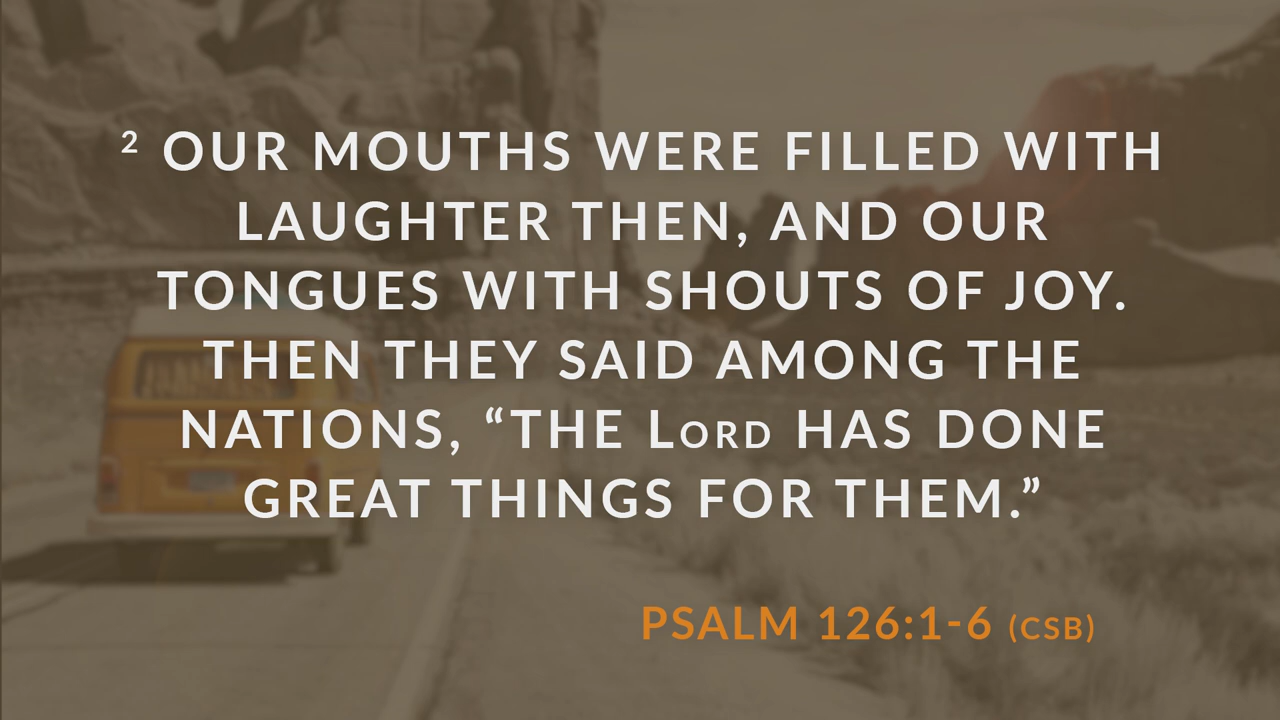 ² OUR MOUTHS WERE FILLED WITH
LAUGHTER THEN, AND OUR
TONGUES WITH SHOUTS OF JOY.
THEN THEY SAID AMONG THE
NATIONS, “THE LORD HAS DONE
GREAT THINGS FOR THEM.”
PSALM 126:1-6 (CSB)